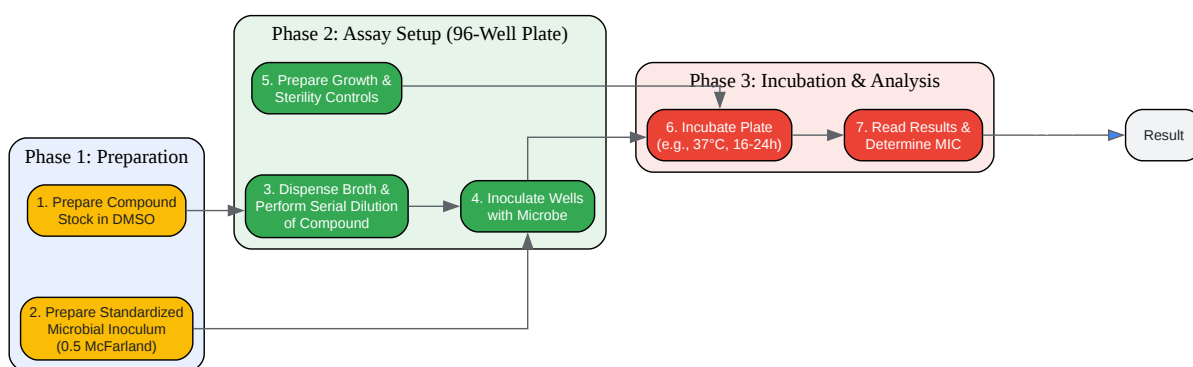 Phase 1: Preparation
1. Prepare Compound
Stock in DMSO
2. Prepare Standardized
Microbial Inoculum
(0.5 McFarland)
Phase 2: Assay Setup (96-Well Plate)
5. Prepare Growth &
Sterility Controls
3. Dispense Broth &
Perform Serial Dilution
of Compound
4. Inoculate Wells
with Microbe
Phase 3: Incubation & Analysis
6. Incubate Plate
(e.g., 37°C, 16-24h)
7. Read Results &
Determine MIC
Result